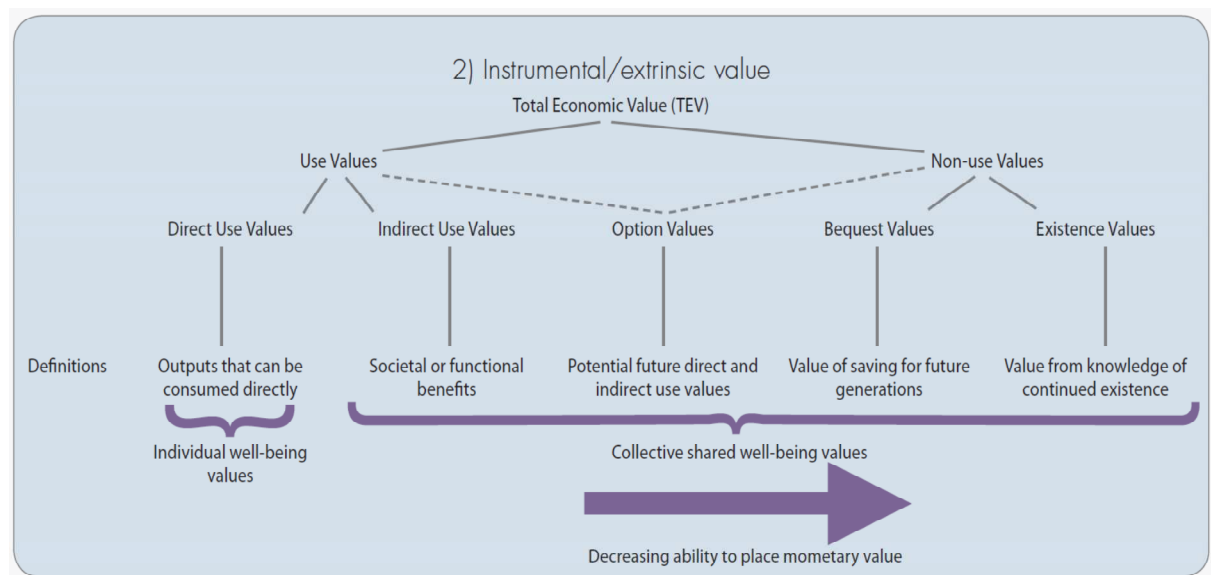 2) Instrumental/extrinsic value
Total Economic Value (TEV)
Use Values
Non-use Values
Direct Use Values
Indirect Use Values
Option Values
Bequest Values
Existence Values
Definitions
Outputs that can be
consumed directly
Societal or functional
benefits
Potential future direct and
indirect use values
Value of saving for future
generations
Value from knowledge of
continued existence
Individual well-being
values
Collective shared well-being values
Decreasing ability to place mometary value